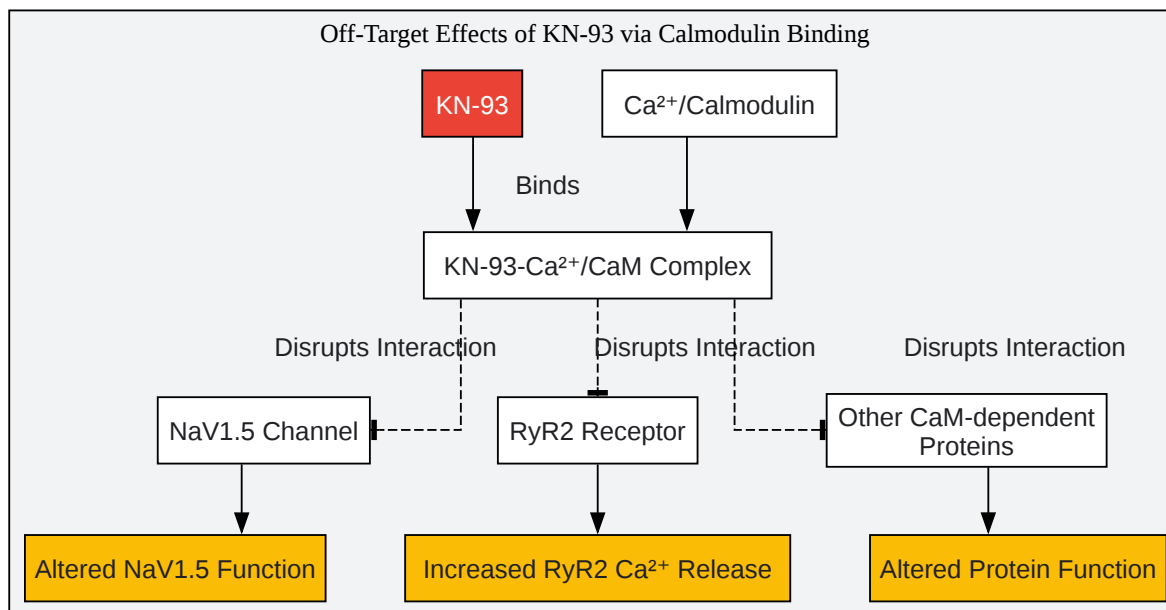 Off-Target Effects of KN-93 via Calmodulin Binding
KN-93
Ca²⁺/Calmodulin
Binds
KN-93-Ca²⁺/CaM Complex
Disrupts Interaction
Disrupts Interaction
Disrupts Interaction
NaV1.5 Channel
RyR2 Receptor
Other CaM-dependent
Proteins
Altered NaV1.5 Function
Increased RyR2 Ca²⁺ Release
Altered Protein Function